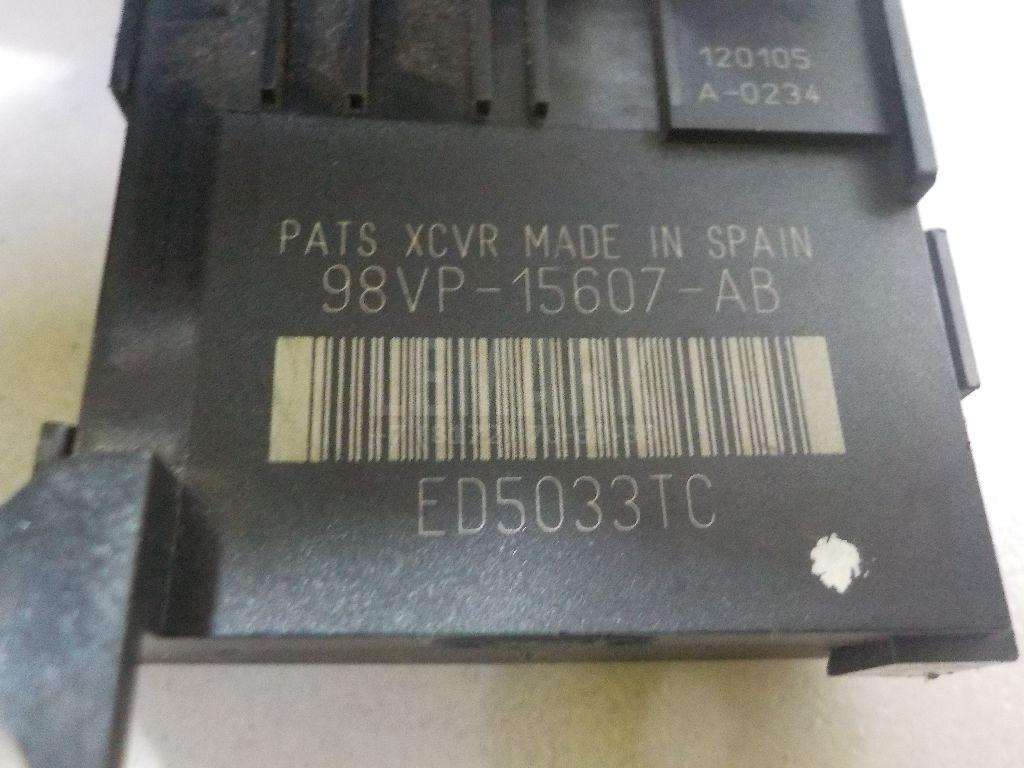 120105
A-0234
PATS XCVR MADE IN SPAIN
98VP-15607-AB
ED5033TC